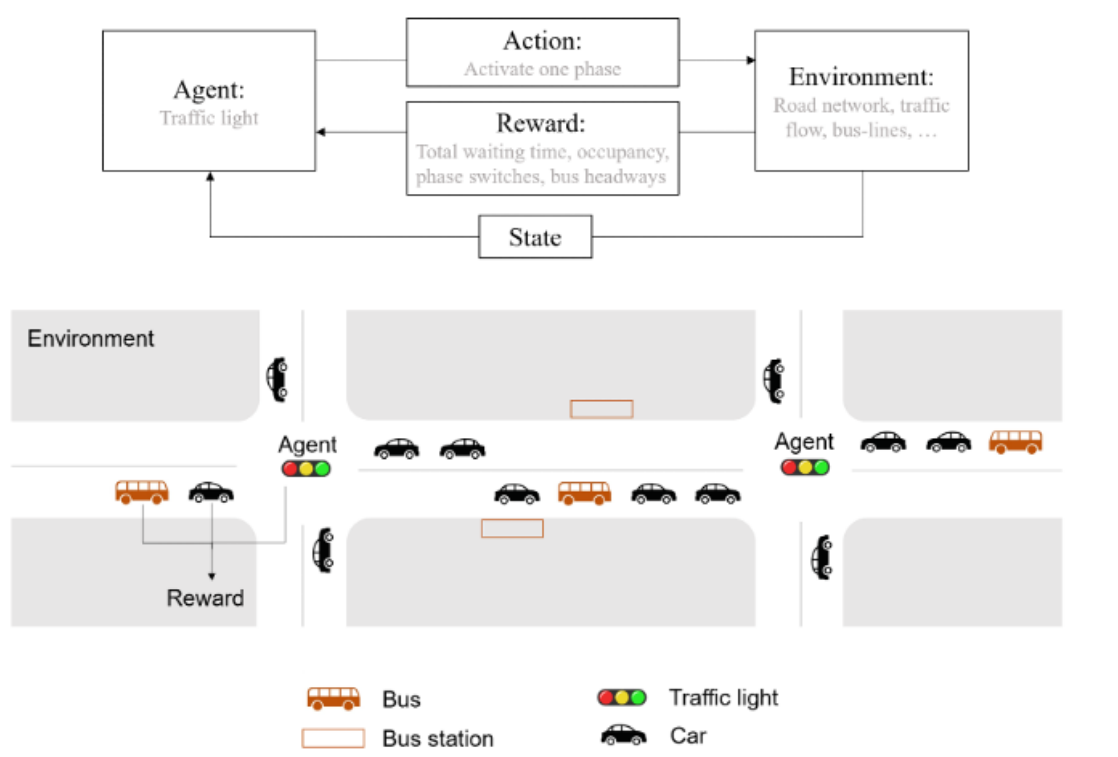 Agent:
Traffic light
Action:
Activate one phase
Reward:
Total waiting time, occupancy,
phase switches, bus headways
Environment:
Road network, traffic
flow, bus-lines, …
State
Environment
Agent
Agent
Reward
Bus
Traffic light
Bus station
Car